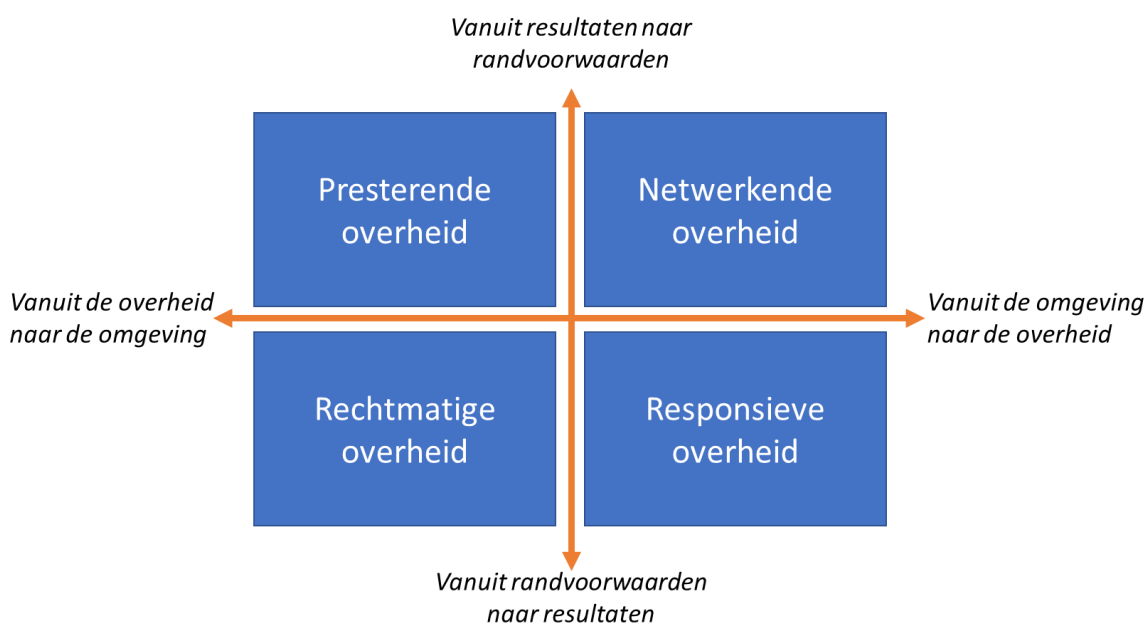 Vanuit resultaten naar
randvoorwaarden
Presterende
overheid
Netwerkende
overheid
Vanuit de overheid
naar de omgeving
Vanuit de omgeving
naar de overheid
Rechtmatige
overheid
Responsieve
overheid
Vanuit randvoorwaarden
naar resultaten